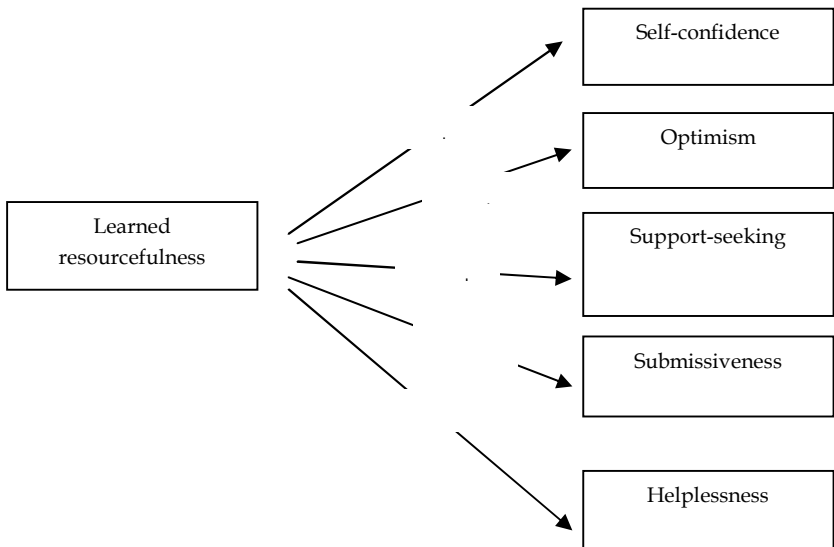 Self-confidence
Optimism
Learned
resourcefulness
Support-seeking
Submissiveness
Helplessness